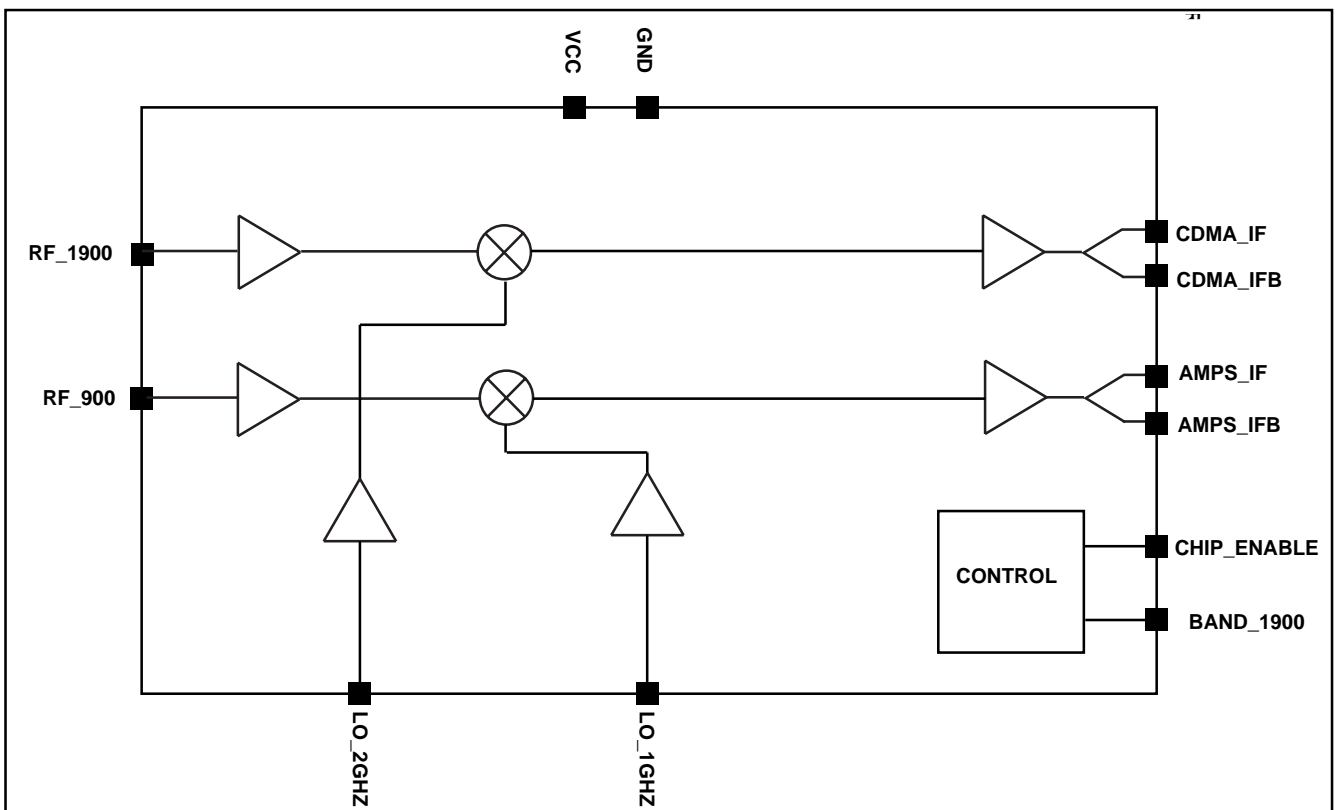 VCC
GND
RF_1900
CDMA_IF
CDMA_IFB
RF_900
AMPS_IF
AMPS_IFB
CONTROL
CHIP_ENABLE
BAND_1900
LO_2GHZ
LO_1GHZ